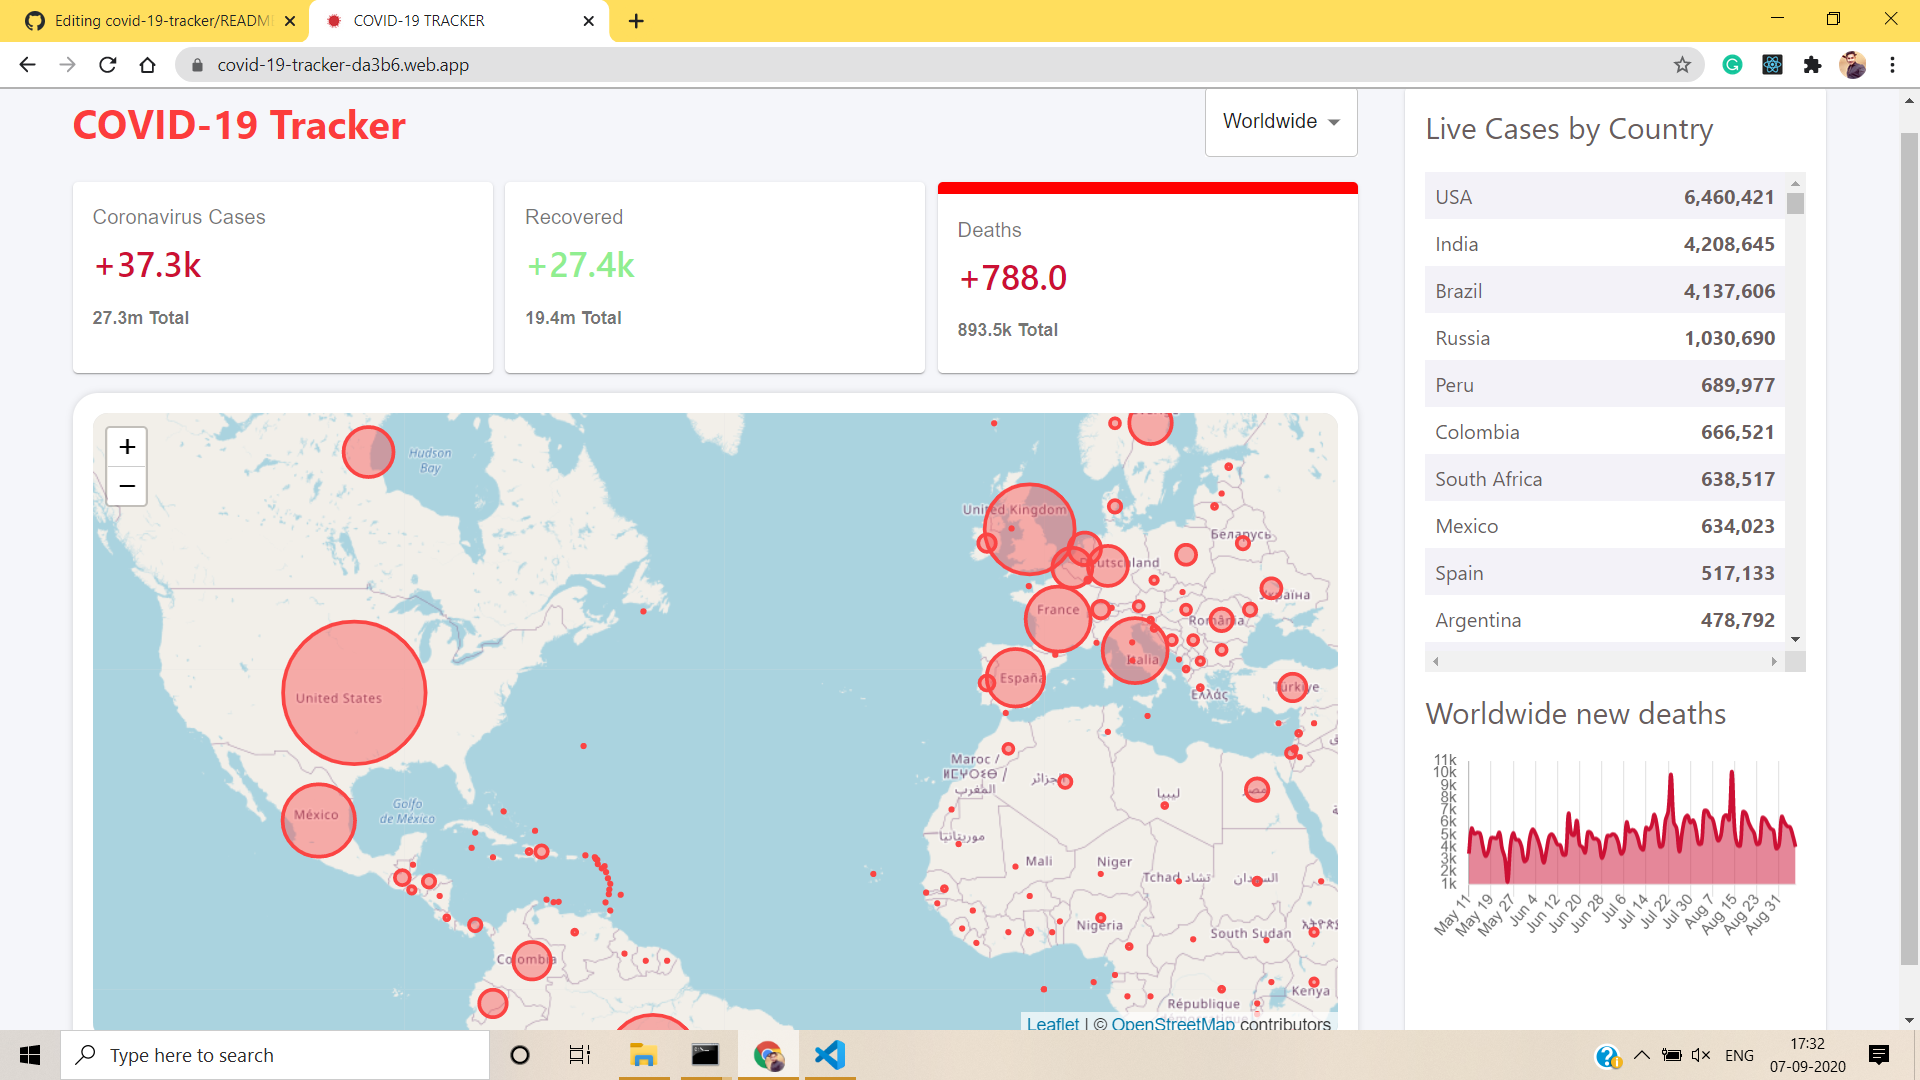 Editing covid-19-tracker/READM
COVID-19 TRACKER
covid-19-tracker-da3b6.web.app
COVID-19 Tracker
Worldwide
Coronavirus Cases
+37.3k
27.3m Total
Recovered
+27.4k
19.4m Total
Deaths
+788.0
893.5k Total
+
−
Hudson
Bay
United Kingdom
Беларусь
Deutschland
Україна
France
România
Italia
España
Türkiye
Ελλάς
United States
México
Golfo
de México
Maroc /
ⵍⵎⵖⵔⵉⴱ /
المغرب
الجزائر
ليبيا
مصر
موريتانيا
Mali
Niger
Tchad تشاد
السودان
Nigeria
South Sudan
Colombia
Kenya
République
Leaflet | © OpenStreetMap contributors
Live Cases by Country
USA 6,460,421
India 4,208,645
Brazil 4,137,606
Russia 1,030,690
Peru 689,977
Colombia 666,521
South Africa 638,517
Mexico 634,023
Spain 517,133
Argentina 478,792
Worldwide new deaths
11k
10k
9k
8k
7k
6k
5k
4k
3k
2k
1k
May 11
May 19
May 27
Jun 4
Jun 12
Jun 20
Jun 28
Jul 6
Jul 14
Jul 22
Jul 30
Aug 7
Aug 15
Aug 23
Aug 31
Type here to search
ENG
17:32
07-09-2020